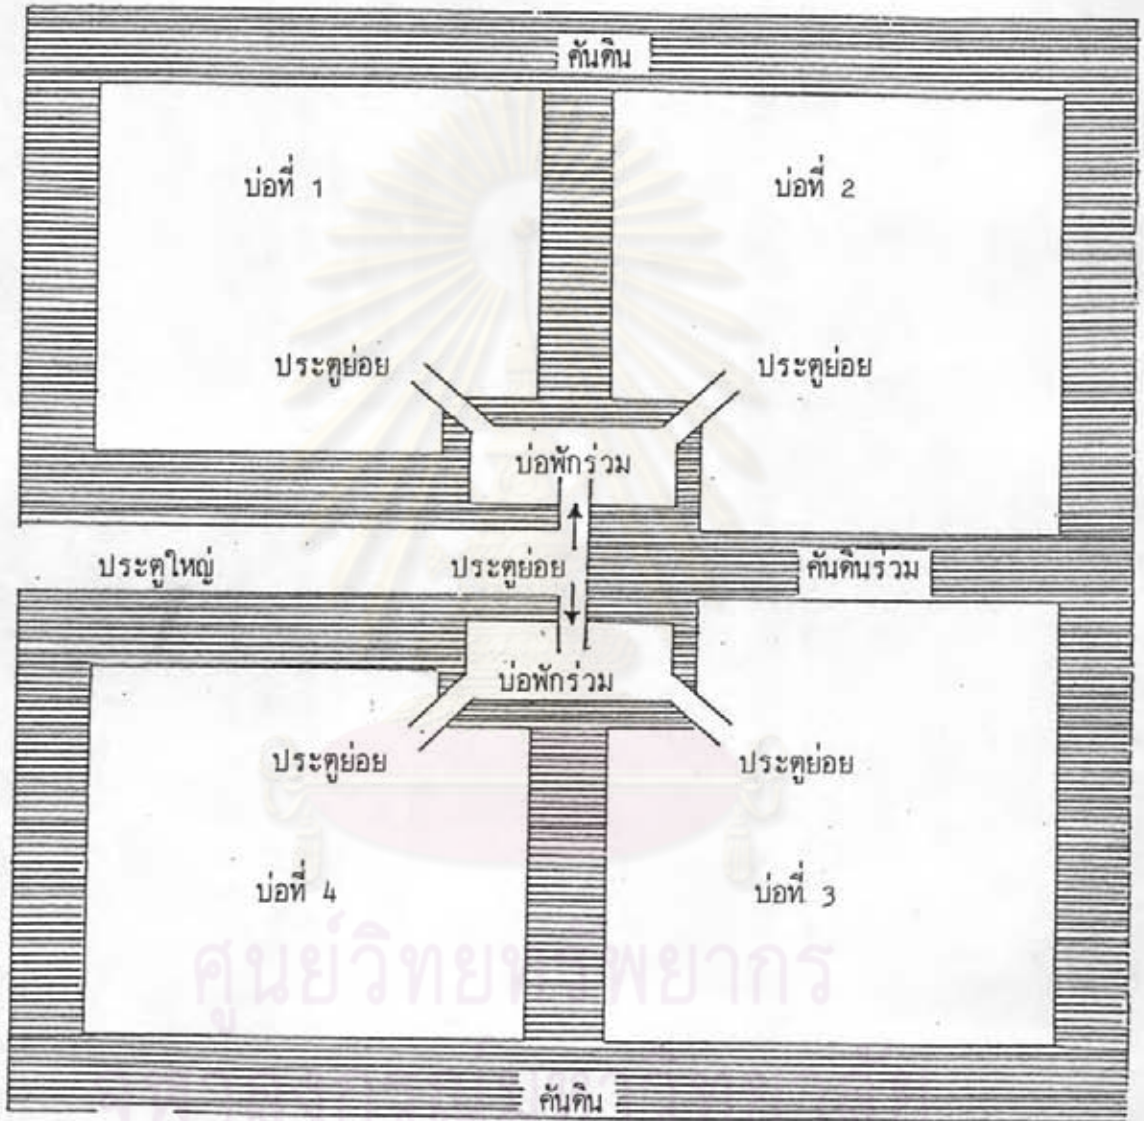 คันดิน
บ่อที่ 1
บ่อที่ 2
ประตูย่อย
ประตูย่อย
บ่อพักร่วม
ประตูใหญ่
ประตูย่อย
คันดินร่วม
บ่อพักร่วม
ประตูย่อย
ประตูย่อย
บ่อที่ 4
บ่อที่ 3
ศูนย์วิทยทรัพยากร
คันดิน